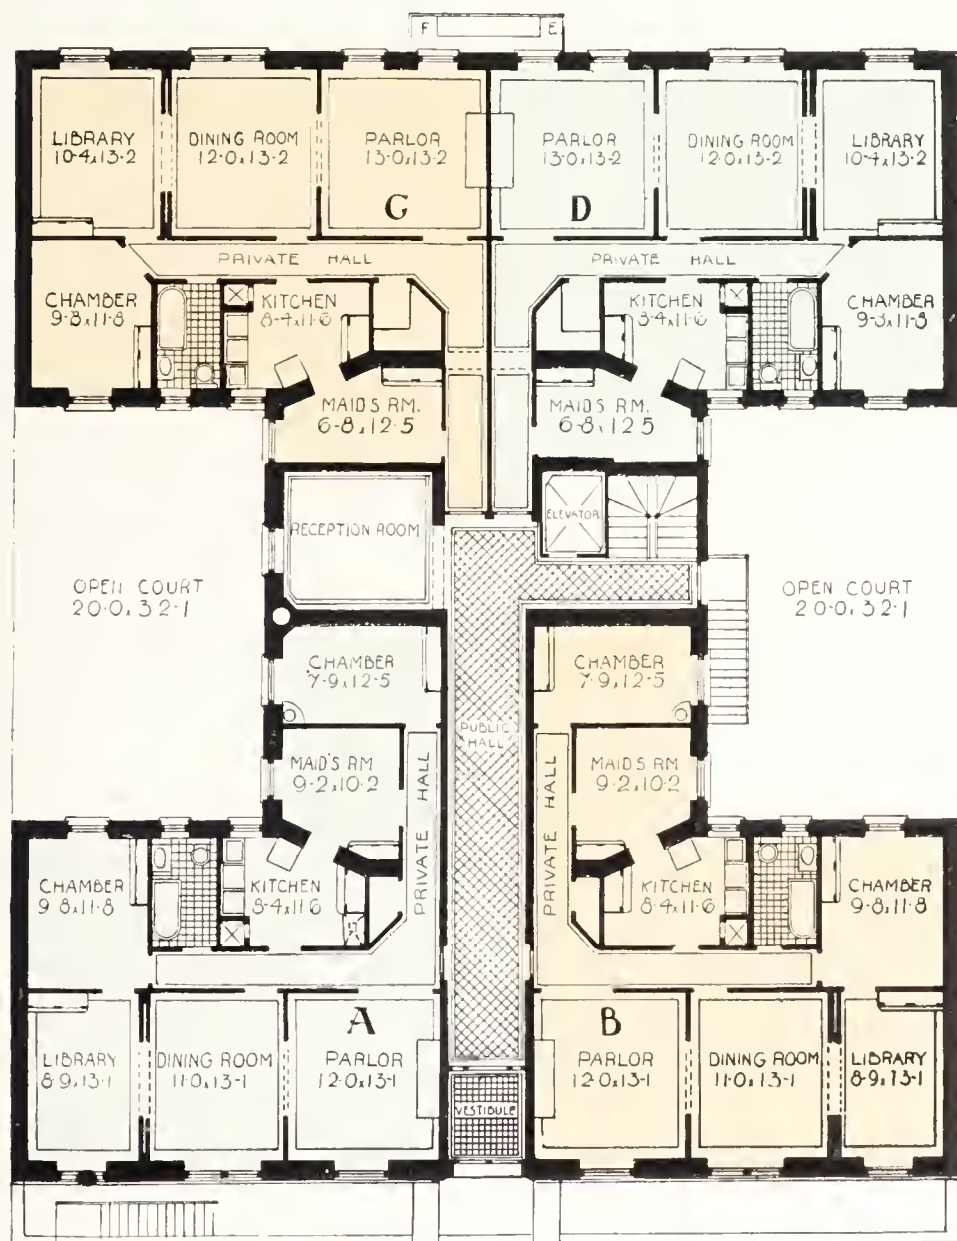 F E
LIBRARY
10-4x13-2
DINING ROOM
12-0x13-2
PARLOR
13-0x13-2
PARLOR
13-0x13-2
DINING ROOM
12-0x13-2
LIBRARY
10-4x13-2
G
D
PRIVATE HALL
PRIVATE HALL
CHAMBER
9-8x11-8
KITCHEN
8-4x11-6
KITCHEN
8-4x11-6
CHAMBER
9-3x11-8
MAID'S RM.
6-8x12-5
MAID'S RM.
6-8x12-5
RECEPTION ROOM
ELEVATOR
OPEN COURT
20-0x32-1
OPEN COURT
20-0x32-1
CHAMBER
7-9x12-5
CHAMBER
7-9x12-5
PUBLIC
HALL
MAID'S RM
9-2x10-2
MAID'S RM
9-2x10-2
PRIVATE HALL
PRIVATE HALL
CHAMBER
9-8x11-8
KITCHEN
8-4x11-6
KITCHEN
8-4x11-6
CHAMBER
9-8x11-8
A
B
LIBRARY
8-9x13-1
DINING ROOM
11-0x13-1
PARLOR
12-0x13-1
PARLOR
12-0x13-1
DINING ROOM
11-0x13-1
LIBRARY
8-9x13-1
VESTIBULE